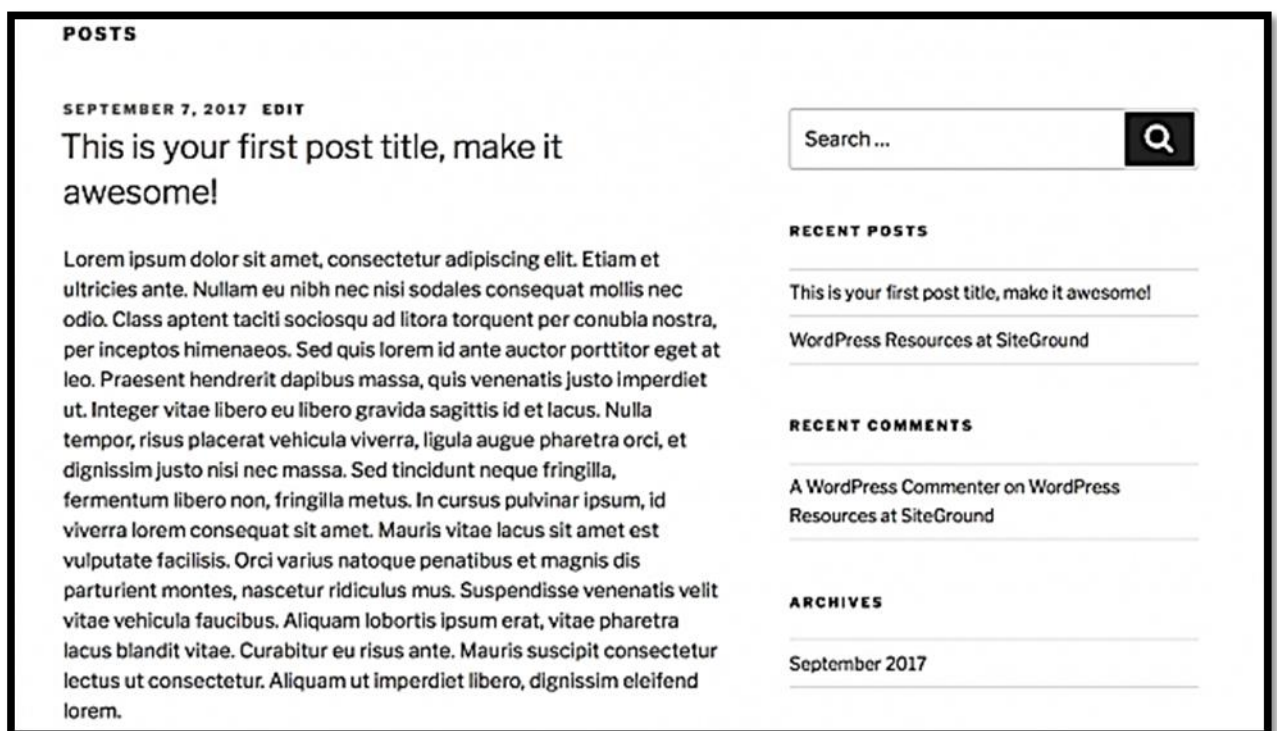 POSTS
SEPTEMBER 7, 2017 EDIT
This is your first post title, make it
awesome!
Lorem ipsum dolor sit amet, consectetur adipiscing elit. Etiam et
ultricies ante. Nullam eu nibh nec nisi sodales consequat mollis nec
odio. Class aptent taciti sociosqu ad litora torquent per conubia nostra,
per inceptos himenaeos. Sed quis lorem id ante auctor porttitor eget at
leo. Praesent hendrerit dapibus massa, quis venenatis justo imperdiet
ut. Integer vitae libero eu libero gravida sagittis id et lacus. Nulla
tempor, risus placerat vehicula viverra, ligula augue pharetra orci, et
dignissim justo nisi nec massa. Sed tincidunt neque fringilla,
fermentum libero non, fringilla metus. In cursus pulvinar ipsum, id
viverra lorem consequat sit amet. Mauris vitae lacus sit amet est
vulputate facilisis. Orci varius natoque penatibus et magnis dis
parturient montes, nascetur ridiculus mus. Suspendisse venenatis velit
vitae vehicula faucibus. Aliquam lobortis ipsum erat, vitae pharetra
lacus blandit vitae. Curabitur eu risus ante. Mauris suscipit consectetur
lectus ut consectetur. Aliquam ut imperdiet libero, dignissim eleifend
lorem.
Search ...
RECENT POSTS
This is your first post title, make it awesome!
WordPress Resources at SiteGround
RECENT COMMENTS
A WordPress Commenter on WordPress
Resources at SiteGround
ARCHIVES
September 2017